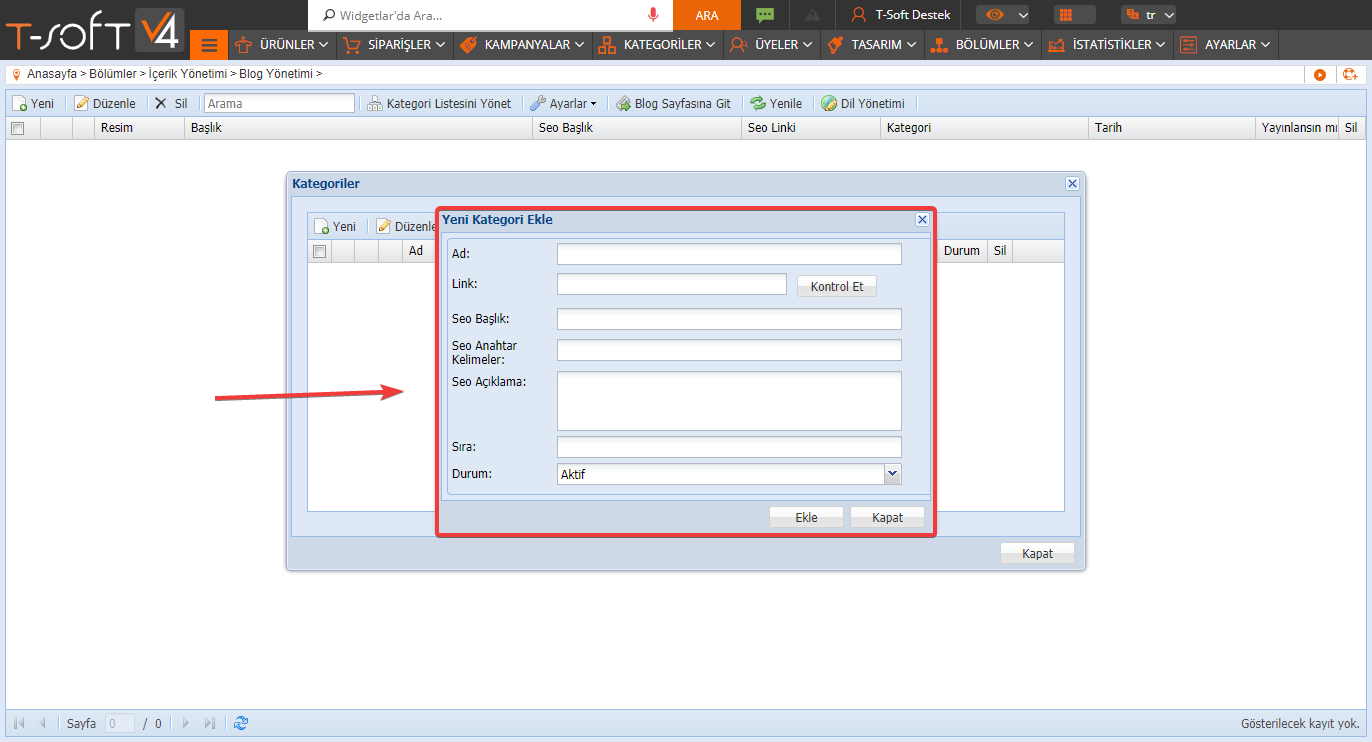 T-SOFT V4
Widgetlar'da Ara...
ARA
T-Soft Destek
tr
ÜRÜNLER
SİPARİŞLER
KAMPANYALAR
KATEGORİLER
ÜYELER
TASARIM
BÖLÜMLER
İSTATİSTİKLER
AYARLAR
Anasayfa > Bölümler > İçerik Yönetimi > Blog Yönetimi >
Yeni
Düzenle
Sil
Arama
Kategori Listesini Yönet
Ayarlar
Blog Sayfasına Git
Yenile
Dil Yönetimi
Resim
Başlık
Seo Başlık
Seo Linki
Kategori
Tarih
Yayınlansın mı
Sil
Kategoriler
Yeni
Düzenle
Ad
Durum
Sil
Yeni Kategori Ekle
Ad:
Link:
Kontrol Et
Seo Başlık:
Seo Anahtar
Kelimeler:
Seo Açıklama:
Sıra:
Durum:
Aktif
Ekle
Kapat
Kapat
Sayfa
0
/ 0
Gösterilecek kayıt yok.